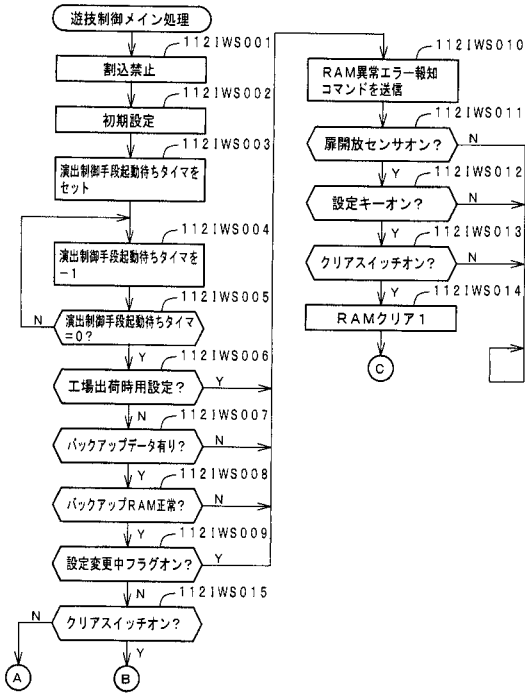 遊技制御メイン処理
112IWS001
割込禁止
112IWS002
初期設定
112IWS003
演出制御手段起動待ちタイマを
セット
112IWS004
演出制御手段起動待ちタイマを
－1
112IWS005
N
演出制御手段起動待ちタイマ
=0?
Y
112IWS006
工場出荷時用設定?
Y
N
112IWS007
バックアップデータ有り?
N
Y
112IWS008
バックアップRAM正常?
N
Y
112IWS009
設定変更中フラグオン?
Y
N
112IWS015
N
クリアスイッチオン?
Y
A
B
112IWS010
RAM異常エラー報知
コマンドを送信
112IWS011
扉開放センサオン?
N
Y
112IWS012
設定キーオン?
N
Y
112IWS013
クリアスイッチオン?
N
Y
112IWS014
RAMクリア1
C